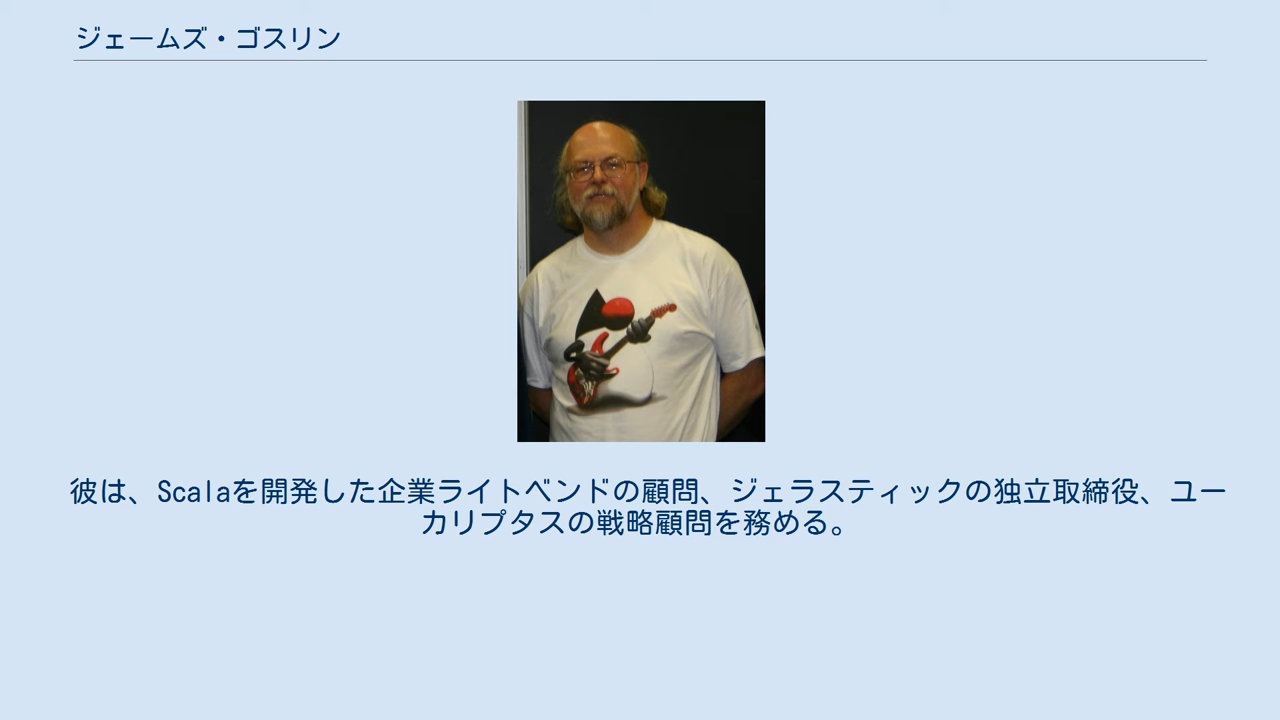 ジェームズ・ゴスリン
彼は、Scalaを開発した企業ライトベンドの顧問、ジェラスティックの独立取締役、ユー
カリプタスの戦略顧問を務める。